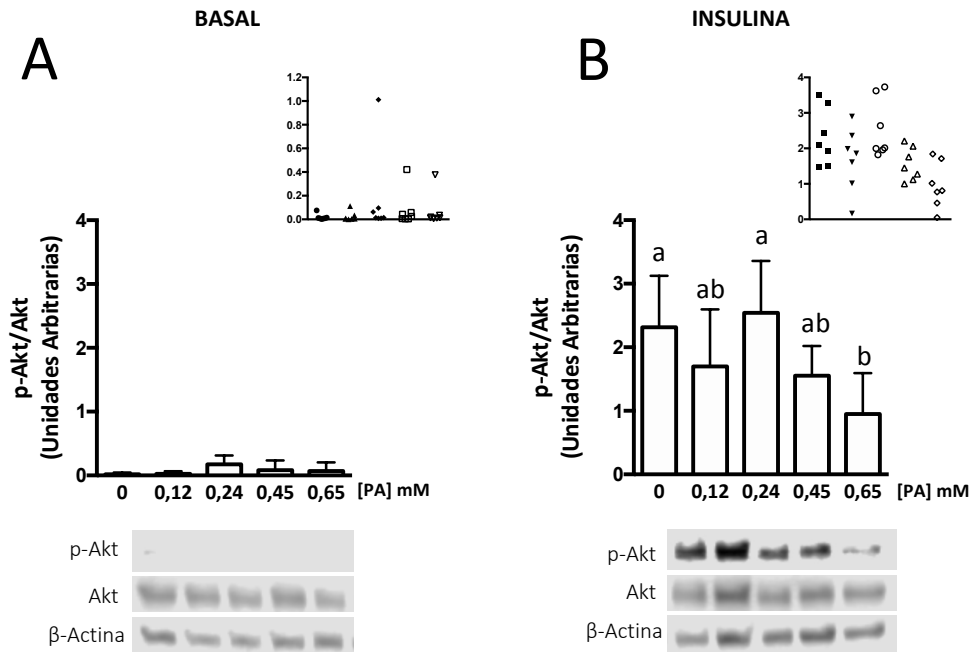 BASAL
A
1.2
1.0
0.8
0.6
0.4
0.2
0.0
p-Akt/Akt
(Unidades Arbitrarias)
4
3
2
1
0
0 0,12 0,24 0,45 0,65 [PA] mM
p-Akt
Akt
β-Actina
INSULINA
B
4
3
2
1
0
p-Akt/Akt
(Unidades Arbitrarias)
4
3
2
1
0
a ab a ab b
0 0,12 0,24 0,45 0,65 [PA] mM
p-Akt
Akt
β-Actina